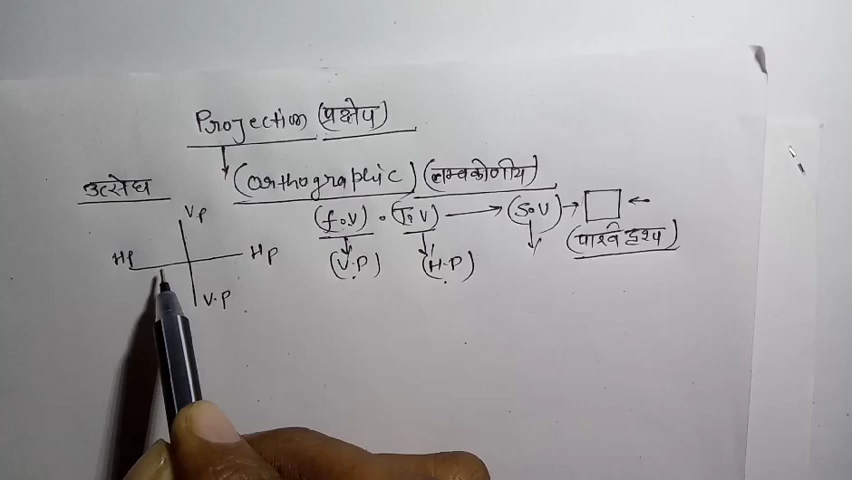 Projection (प्रक्षेप)
उत्सेध
(orthographic) (लम्बकोणीय)
(f.v) . (T.v) (S.v)
(पार्श्व दृश्य)
(V.P) (H.P)
VP
HP HP
V.P